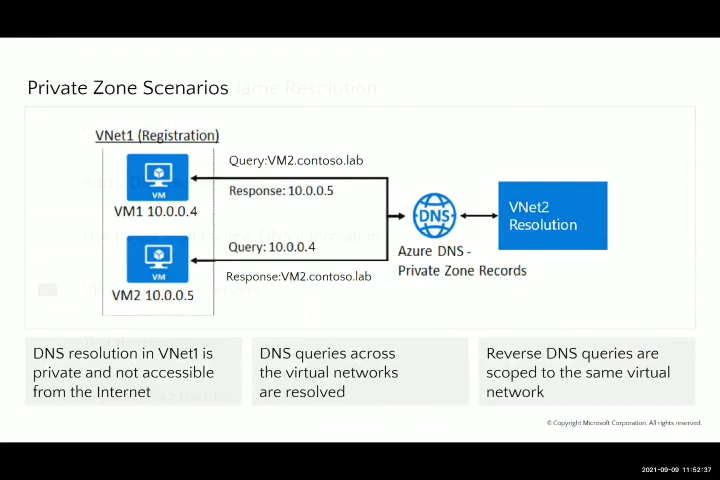 Private Zone Scenarios
Name Resolution
VNet1 (Registration)
Query:VM2.contoso.lab
VM
Response: 10.0.0.5
VM1 10.0.0.4
DNS
VNet2
Resolution
Query: 10.0.0.4
VM
Azure DNS -
Private Zone Records
Response:VM2.contoso.lab
VM2 10.0.0.5
DNS resolution in VNet1 is
private and not accessible
from the Internet
DNS queries across
the virtual networks
are resolved
Reverse DNS queries are
scoped to the same virtual
network
© Copyright Microsoft Corporation. All rights reserved.
2021-09-09 11:52:37